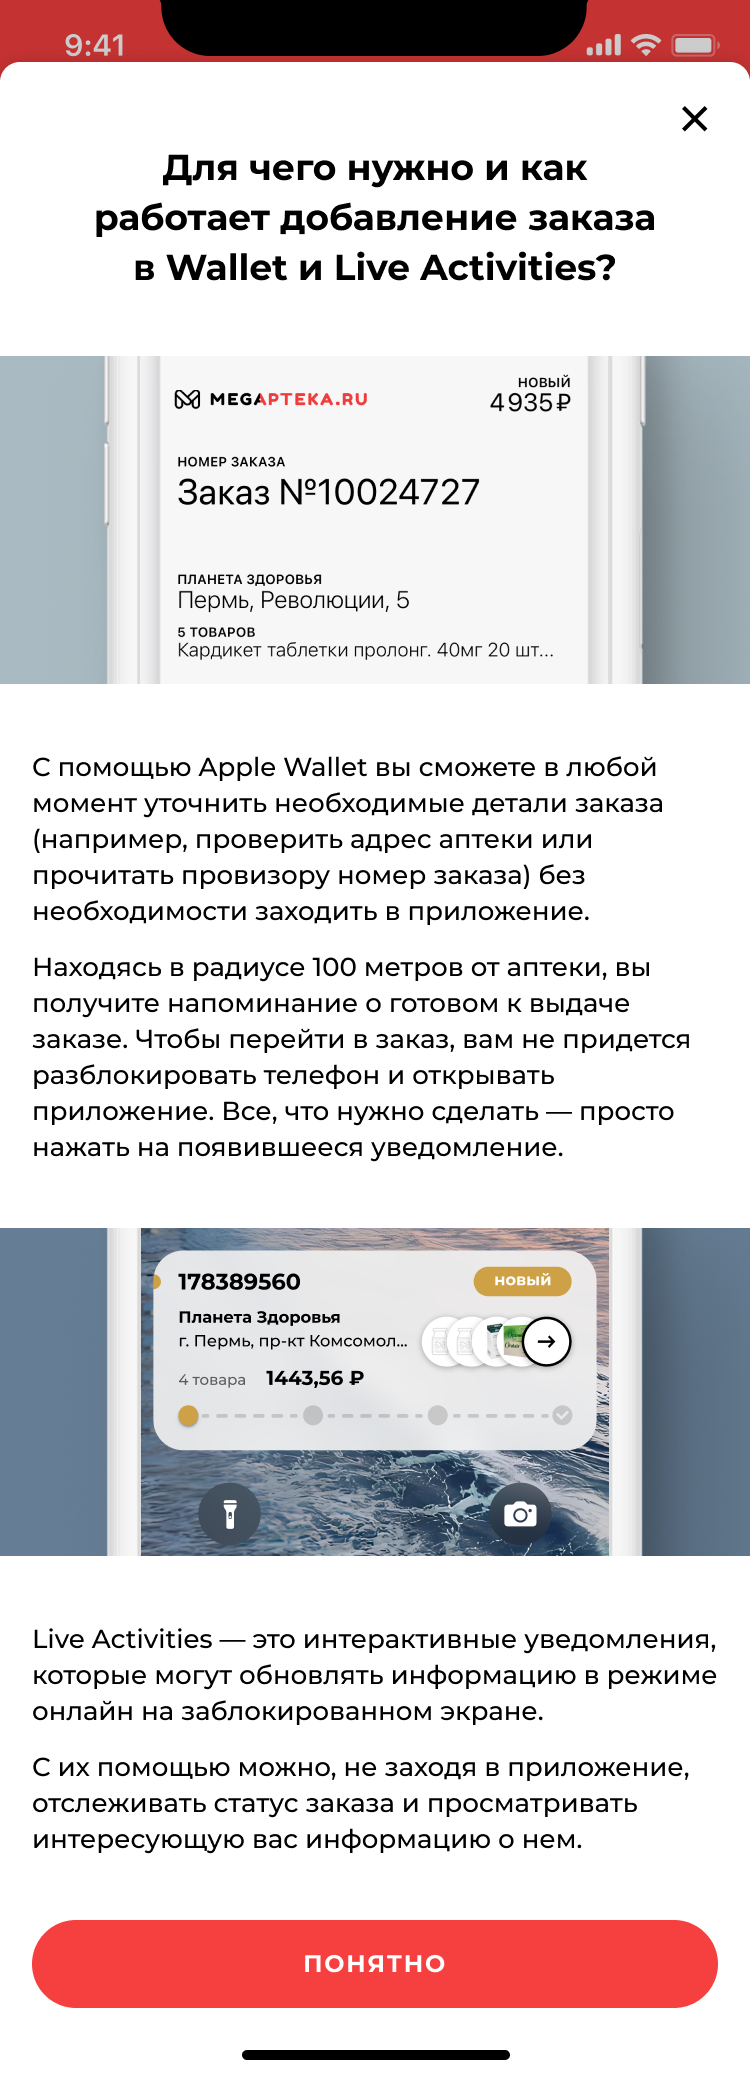 9:41
Для чего нужно и как
работает добавление заказа
в Wallet и Live Activities?
MEGAPTEKA.RU
НОВЫЙ
4935₽
НОМЕР ЗАКАЗА
Заказ №10024727
ПЛАНЕТА ЗДОРОВЬЯ
Пермь, Революции, 5
5 ТОВАРОВ
Кардикет таблетки пролонг. 40мг 20 шт...
С помощью Apple Wallet вы сможете в любой
момент уточнить необходимые детали заказа
(например, проверить адрес аптеки или
прочитать провизору номер заказа) без
необходимости заходить в приложение.
Находясь в радиусе 100 метров от аптеки, вы
получите напоминание о готовом к выдаче
заказе. Чтобы перейти в заказ, вам не придется
разблокировать телефон и открывать
приложение. Все, что нужно сделать — просто
нажать на появившееся уведомление.
178389560
НОВЫЙ
Планета Здоровья
г. Пермь, пр-кт Комсомол...
4 товара 1443,56 ₽
Live Activities — это интерактивные уведомления,
которые могут обновлять информацию в режиме
онлайн на заблокированном экране.
С их помощью можно, не заходя в приложение,
отслеживать статус заказа и просматривать
интересующую вас информацию о нем.
ПОНЯТНО